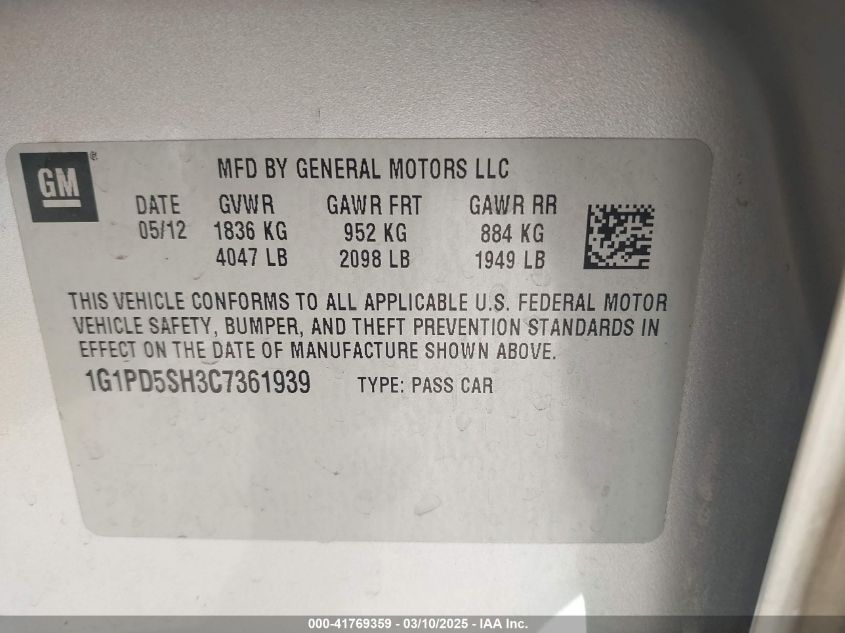 GM
MFD BY GENERAL MOTORS LLC
DATE GVWR GAWR FRT GAWR RR
05/12 1836 KG 952 KG 884 KG
4047 LB 2098 LB 1949 LB
THIS VEHICLE CONFORMS TO ALL APPLICABLE U.S. FEDERAL MOTOR
VEHICLE SAFETY, BUMPER, AND THEFT PREVENTION STANDARDS IN
EFFECT ON THE DATE OF MANUFACTURE SHOWN ABOVE.
1G1PD5SH3C7361939 TYPE: PASS CAR
000-41769359 - 03/10/2025 - IAA Inc.